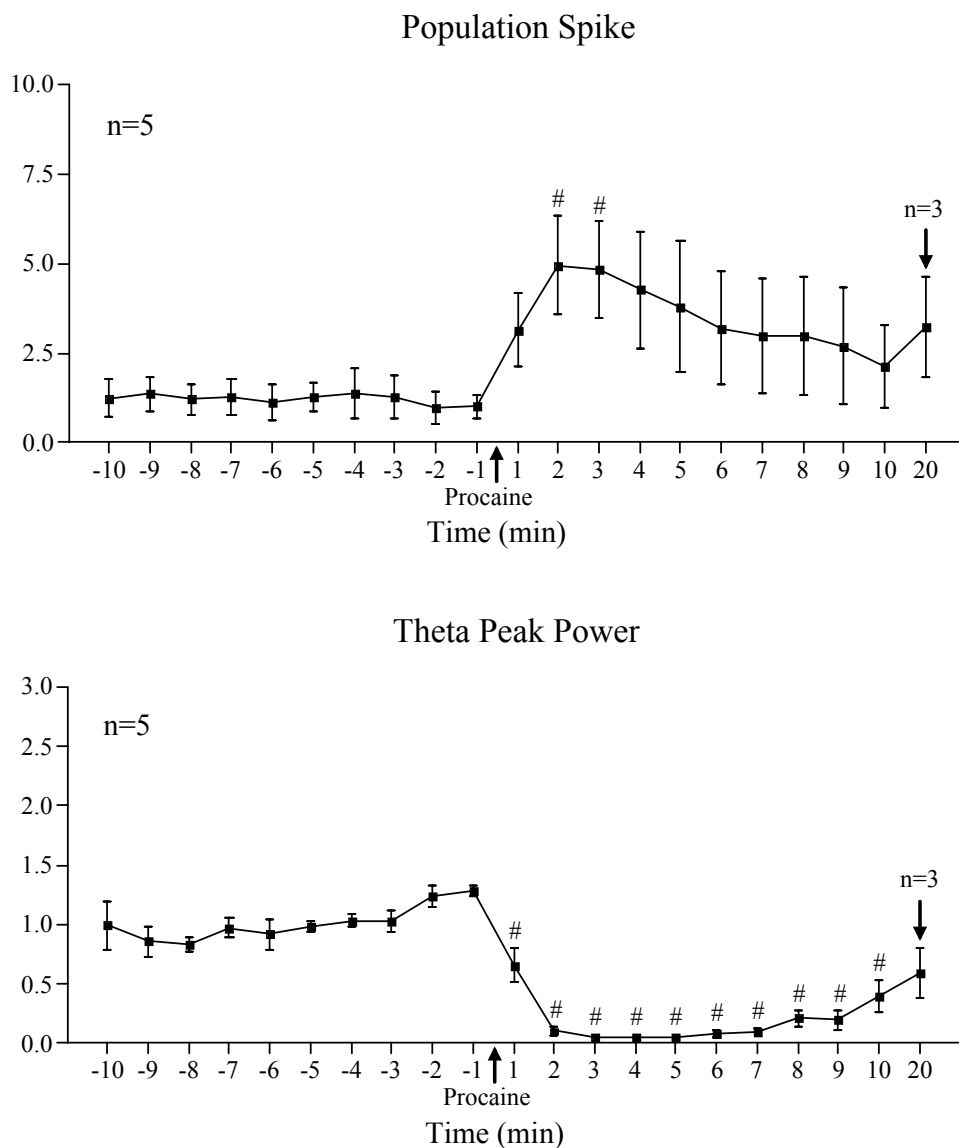 Population Spike
10.0
n=5
7.5
# #
n=3
5.0
2.5
0.0
-10 -9 -8 -7 -6 -5 -4 -3 -2 -1 1 2 3 4 5 6 7 8 9 10 20
Procaine
Time (min)
Theta Peak Power
3.0
n=5
2.5
2.0
1.5
n=3
1.0
#
#
0.5
# # # # # # # #
0.0
-10 -9 -8 -7 -6 -5 -4 -3 -2 -1 1 2 3 4 5 6 7 8 9 10 20
Procaine
Time (min)